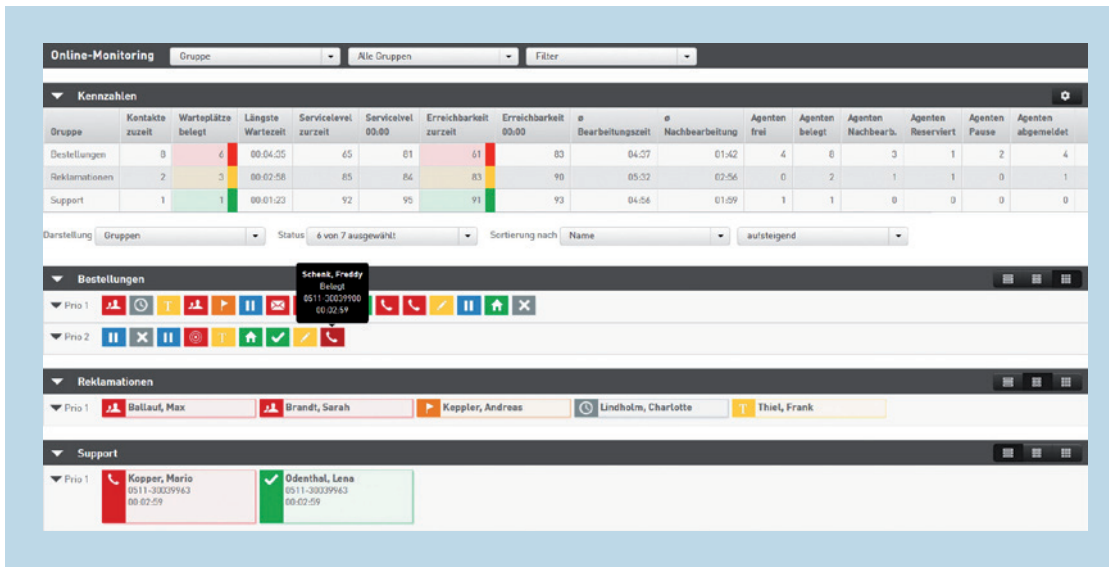 Online-Monitoring Gruppe Alle Gruppen Filter
Kennzahlen
Gruppe Kontakte zuzeit Warteplätze belegt Längste Wartezeit Servicelevel zurzeit Servicelvel 00:00 Erreichbarkeit zurzeit Erreichbarkeit 00:00 ø Bearbeitungszeit ø Nachbearbeitung Agenten frei Agenten belegt Agenten Nachbearb. Agenten Reserviert Agenten Pause Agenten abgemeldet
Bestellungen 8 6 00:04:35 65 81 61 83 04:37 01:42 4 8 3 1 2 4
Reklamationen 2 3 00:02:58 85 84 83 90 05:32 02:56 0 2 1 1 0 1
Support 1 1 00:01:23 92 95 91 93 04:56 01:59 1 1 0 0 0 0
Darstellung Gruppen Status 6 von 7 ausgewählt Sortierung nach Name aufsteigend
Bestellungen
Schenk, Freddy
Belegt
0511-30039900
00:02:59
Prio 1 T
Prio 2 T
Reklamationen
Prio 1 Ballauf, Max Brandt, Sarah Keppler, Andreas Lindholm, Charlotte T Thiel, Frank
Support
Prio 1 Kopper, Mario Odenthal, Lena
0511-30039963 0511-30039963
00:02:59 00:02:59